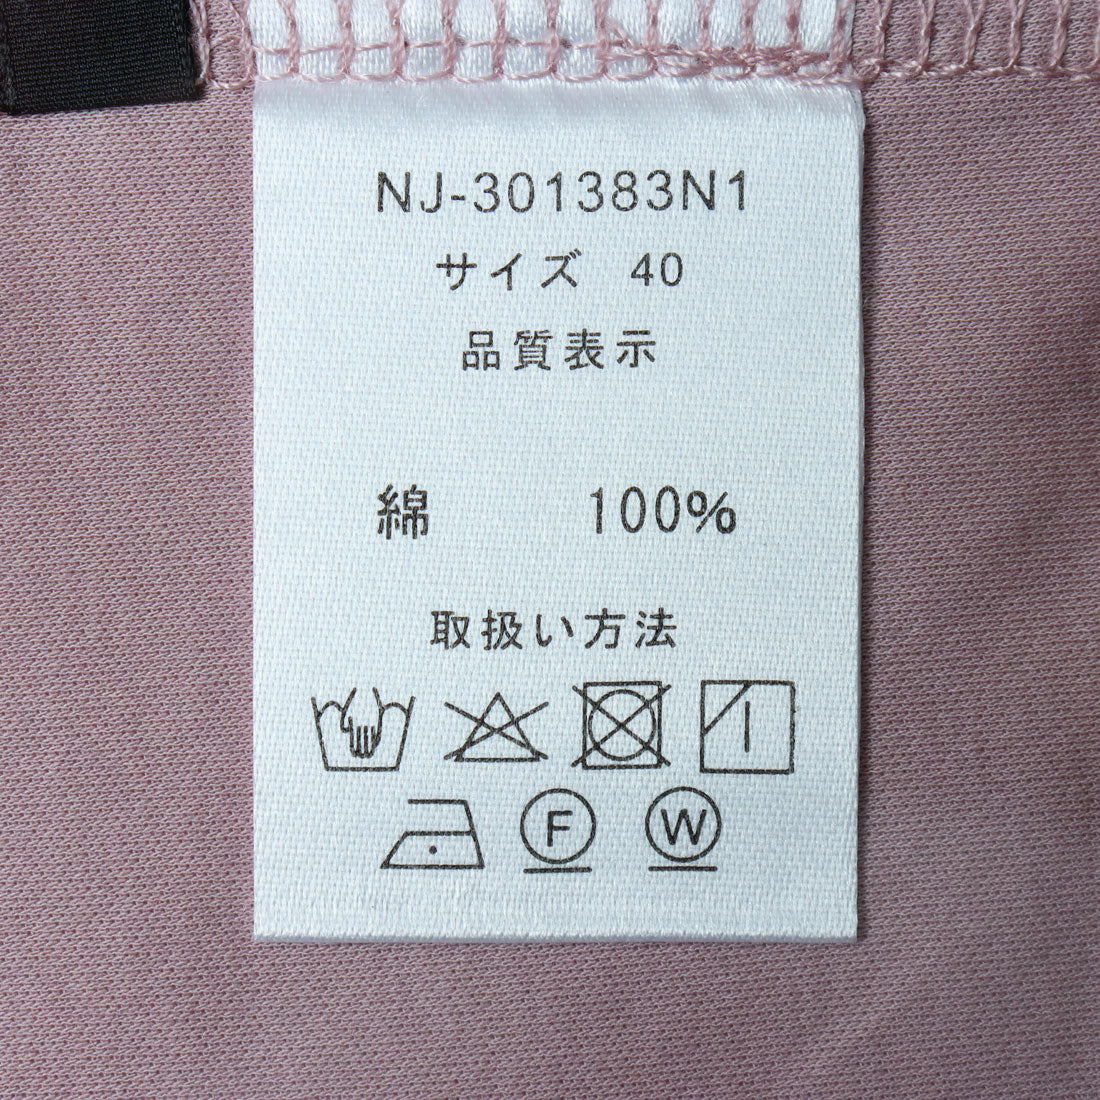 NJ-301383N1
サイズ 40
品質表示
綿 100%
取扱い方法
F W